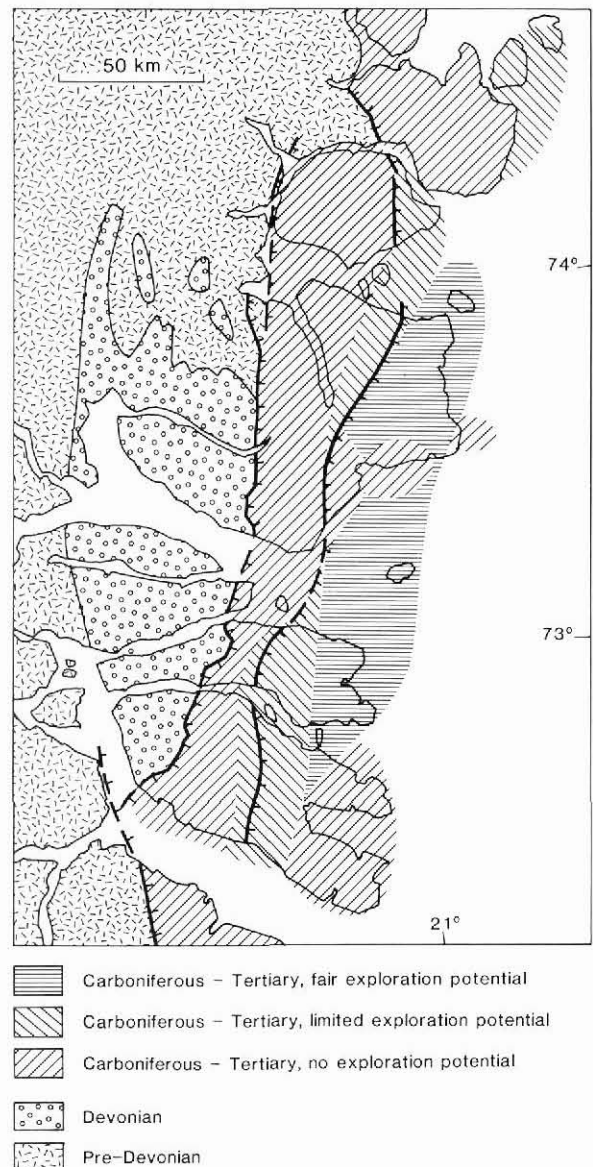 50 km
74°
73°
21°
Carboniferous – Tertiary, fair exploration potential
Carboniferous – Tertiary, limited exploration potential
Carboniferous – Tertiary, no exploration potential
Devonian
Pre-Devonian